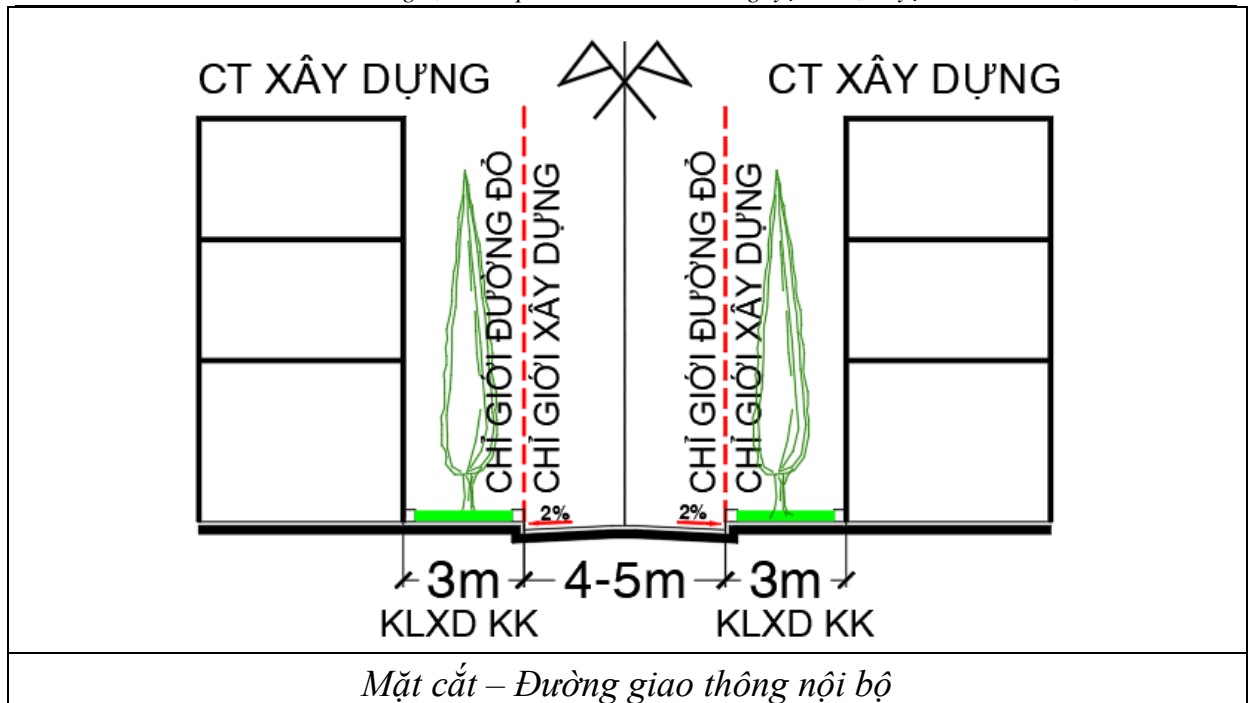 CT XÂY DỰNG
CT XÂY DỰNG
CHỈ GIỚI ĐƯỜNG ĐỎ
CHỈ GIỚI XÂY DỰNG
CHỈ GIỚI ĐƯỜNG ĐỎ
CHỈ GIỚI XÂY DỰNG
2%
2%
3m
4-5m
3m
KLXD KK
KLXD KK
Mặt cắt – Đường giao thông nội bộ